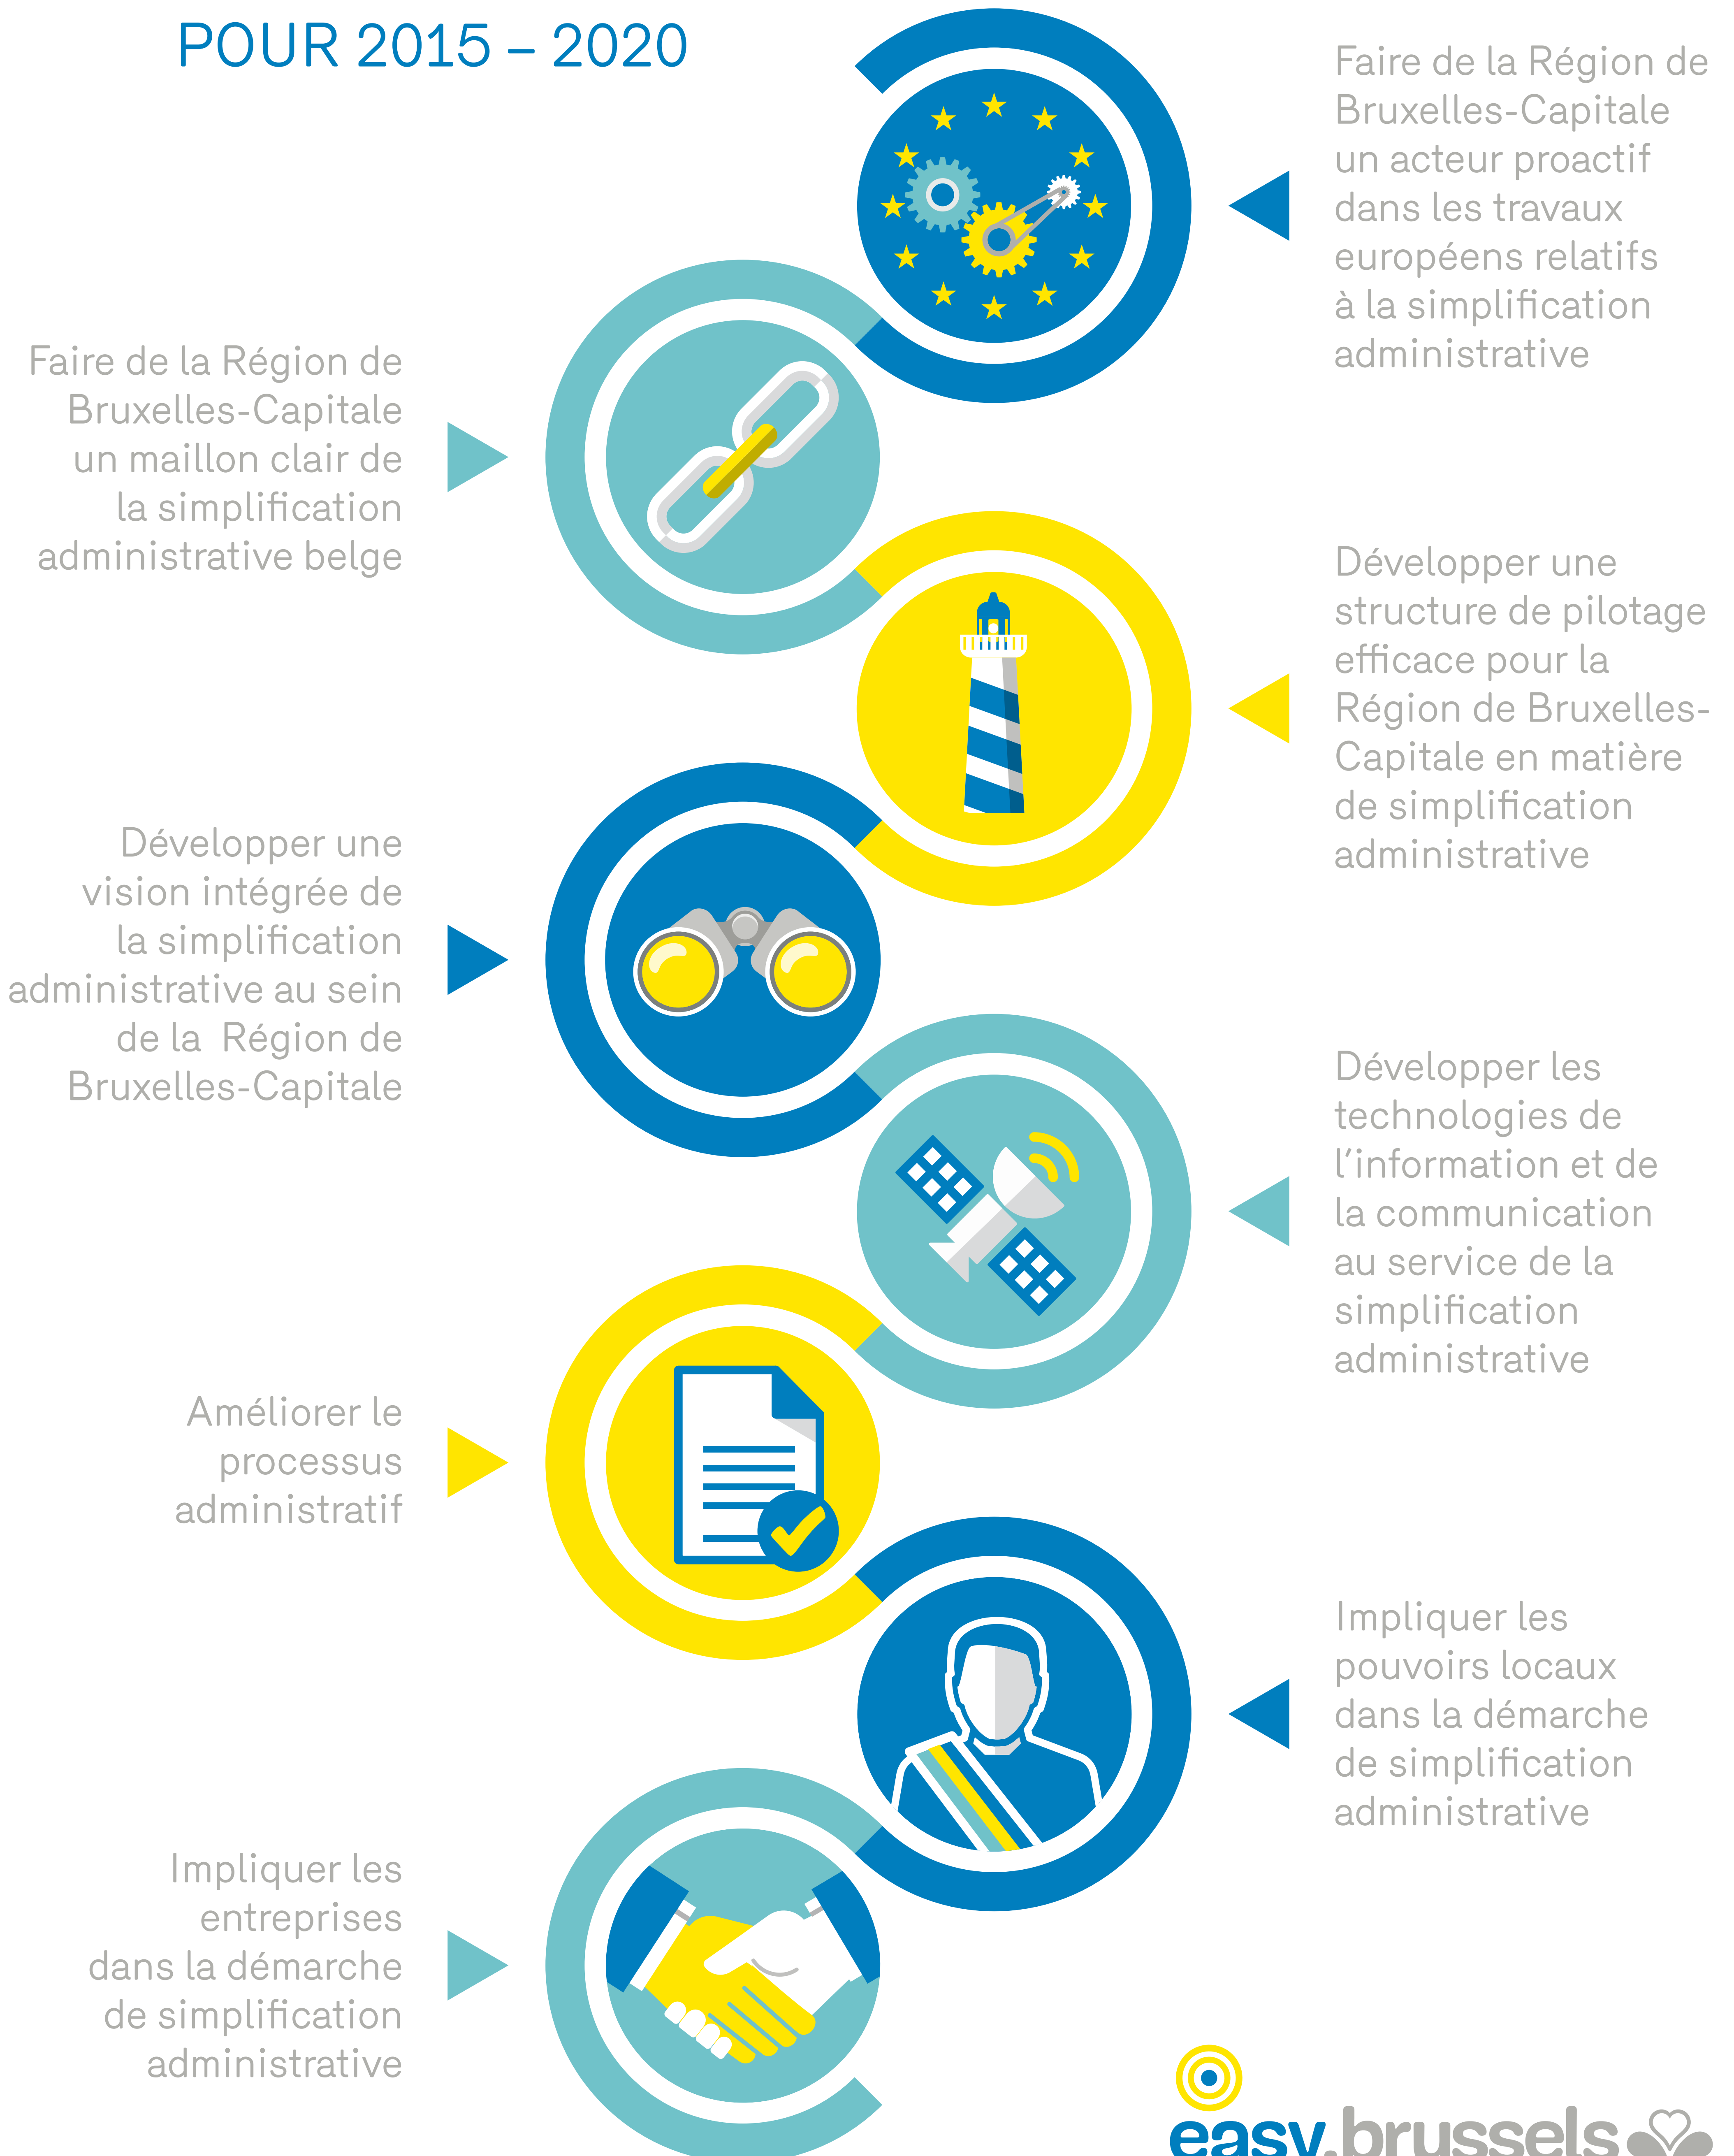 POUR 2015 – 2020
Faire de la Région de
Bruxelles-Capitale
un acteur proactif
dans les travaux
européens relatifs
à la simplification
administrative
Faire de la Région de
Bruxelles-Capitale
un maillon clair de
la simplification
administrative belge
Développer une
structure de pilotage
efficace pour la
Région de Bruxelles-
Capitale en matière
de simplification
administrative
Développer une
vision intégrée de
la simplification
administrative au sein
de la Région de
Bruxelles-Capitale
Développer les
technologies de
l'information et de
la communication
au service de la
simplification
administrative
Améliorer le
processus
administratif
Impliquer les
pouvoirs locaux
dans la démarche
de simplification
administrative
Impliquer les
entreprises
dans la démarche
de simplification
administrative
easy.brussels